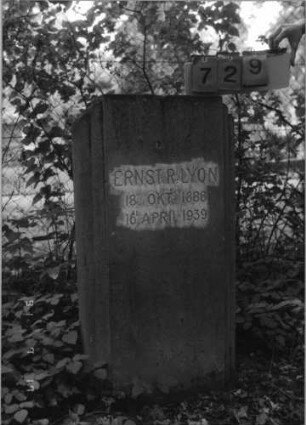 729
ERNST R. LYON
18. OKT. 1888
16. APRIL 1939